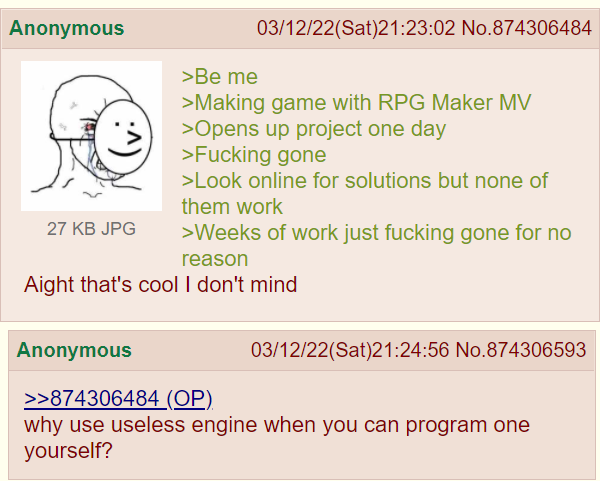 Anonymous 03/12/22(Sat)21:23:02 No.874306484
27 KB JPG
>Be me
>Making game with RPG Maker MV
>Opens up project one day
>Fucking gone
>Look online for solutions but none of
them work
>Weeks of work just fucking gone for no
reason
Aight that's cool I don't mind
Anonymous 03/12/22(Sat)21:24:56 No.874306593
>>874306484 (OP)
why use useless engine when you can program one
yourself?